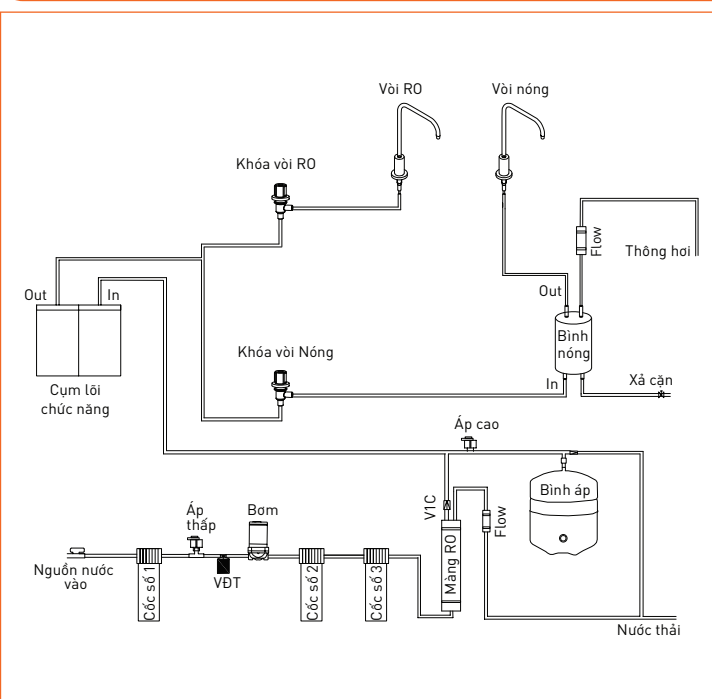 Vòi RO
Vòi nóng
Khóa vòi RO
Flow
Thông hơi
Out
In
Out
Bình
nóng
Khóa vòi Nóng
In
Xả cặn
Cụm lõi
chức năng
Áp cao
Bình áp
V1C
Flow
Áp
thấp
Bơm
Màng RO
Nguồn nước
vào
Cốc số 1
VĐT
Cốc số 2
Cốc số 3
Nước thải